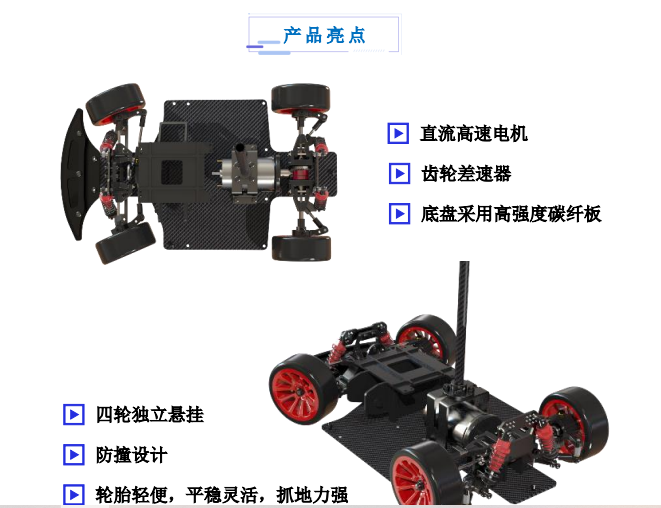 产品亮点
直流高速电机
齿轮差速器
底盘采用高强度碳纤板
四轮独立悬挂
防撞设计
轮胎轻便，平稳灵活，抓地力强